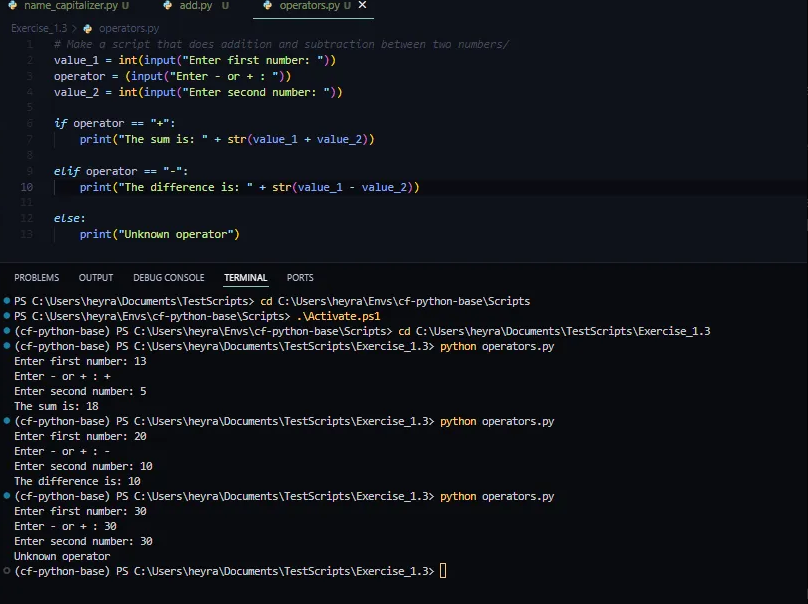 name_capitalizer.py U add.py U operators.py U ✕
Exercise_1.3 > operators.py
1 # Make a script that does addition and subtraction between two numbers/
2 value_1 = int(input("Enter first number: "))
3 operator = (input("Enter - or + : "))
4 value_2 = int(input("Enter second number: "))
5
6 if operator == "+":
7 print("The sum is: " + str(value_1 + value_2))
8
9 elif operator == "-":
10 print("The difference is: " + str(value_1 - value_2))
11
12 else:
13 print("Unknown operator")
PROBLEMS OUTPUT DEBUG CONSOLE TERMINAL PORTS
PS C:\Users\heyra\Documents\TestScripts> cd C:\Users\heyra\Envs\cf-python-base\Scripts
PS C:\Users\heyra\Envs\cf-python-base\Scripts> .\Activate.ps1
(cf-python-base) PS C:\Users\heyra\Envs\cf-python-base\Scripts> cd C:\Users\heyra\Documents\TestScripts\Exercise_1.3
(cf-python-base) PS C:\Users\heyra\Documents\TestScripts\Exercise_1.3> python operators.py
Enter first number: 13
Enter - or + : +
Enter second number: 5
The sum is: 18
(cf-python-base) PS C:\Users\heyra\Documents\TestScripts\Exercise_1.3> python operators.py
Enter first number: 20
Enter - or + : -
Enter second number: 10
The difference is: 10
(cf-python-base) PS C:\Users\heyra\Documents\TestScripts\Exercise_1.3> python operators.py
Enter first number: 30
Enter - or + : 30
Enter second number: 30
Unknown operator
(cf-python-base) PS C:\Users\heyra\Documents\TestScripts\Exercise_1.3>